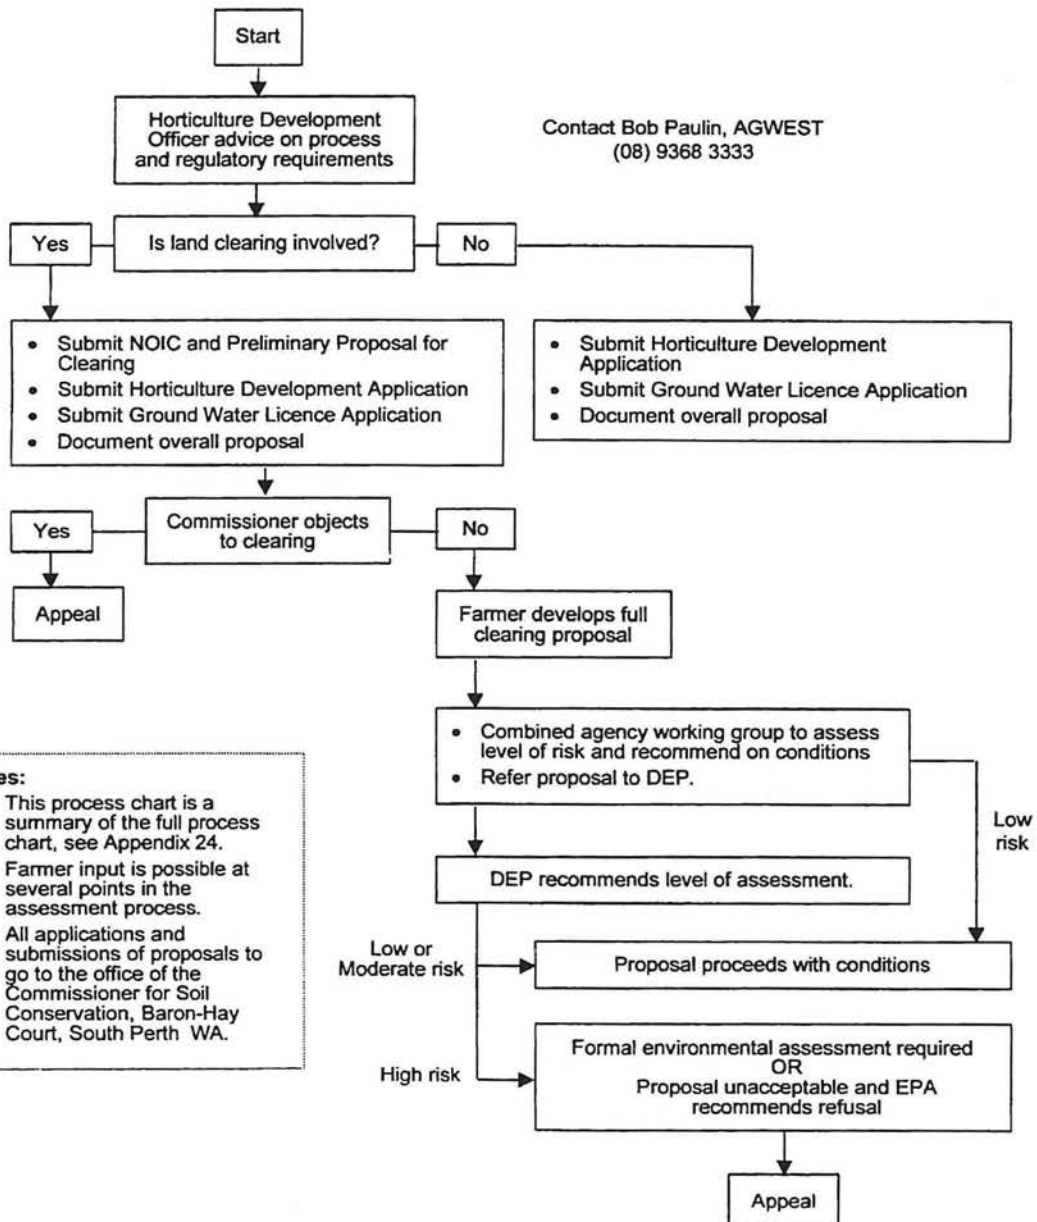 Start
Horticulture Development
Officer advice on process
and regulatory requirements
Contact Bob Paulin, AGWEST
(08) 9368 3333
Yes
Is land clearing involved?
No
• Submit NOIC and Preliminary Proposal for
Clearing
• Submit Horticulture Development Application
• Submit Ground Water Licence Application
• Document overall proposal
• Submit Horticulture Development
Application
• Submit Ground Water Licence Application
• Document overall proposal
Yes
Commissioner objects
to clearing
No
Appeal
Farmer develops full
clearing proposal
• Combined agency working group to assess
level of risk and recommend on conditions
• Refer proposal to DEP.
Low
risk
es:
This process chart is a
summary of the full process
chart, see Appendix 24.
Farmer input is possible at
several points in the
assessment process.
All applications and
submissions of proposals to
go to the office of the
Commissioner for Soil
Conservation, Baron-Hay
Court, South Perth WA.
DEP recommends level of assessment.
Low or
Moderate risk
Proposal proceeds with conditions
High risk
Formal environmental assessment required
OR
Proposal unacceptable and EPA
recommends refusal
Appeal